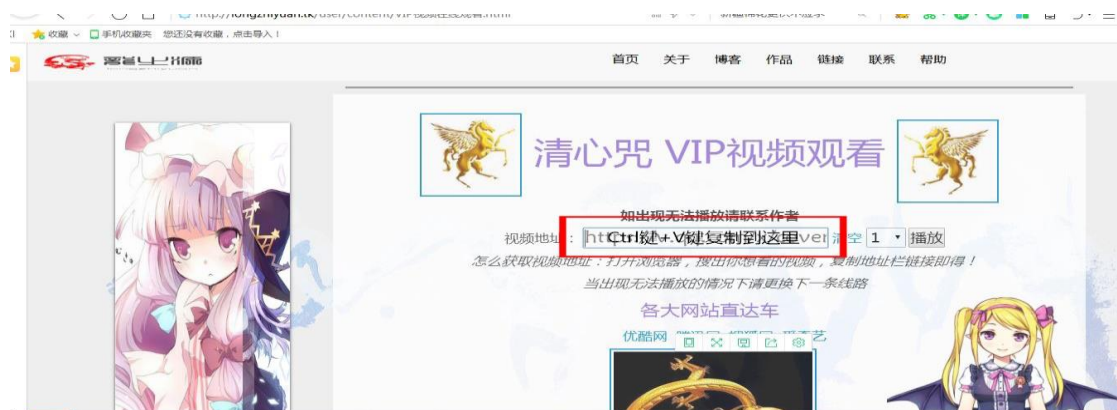 收藏 手机收藏夹 您还没有收藏，点击导入！
首页 关于 博客 作品 链接 联系 帮助
清心咒 VIP视频观看
如出现无法播放请联系作者
视频地址： Ctrl键+V键复制到这里 清空 1 播放
怎么获取视频地址：打开浏览器，搜出你想看的视频，复制地址栏链接即得！
当出现无法播放的情况下请更换下一条线路
各大网站直达车
优酷网